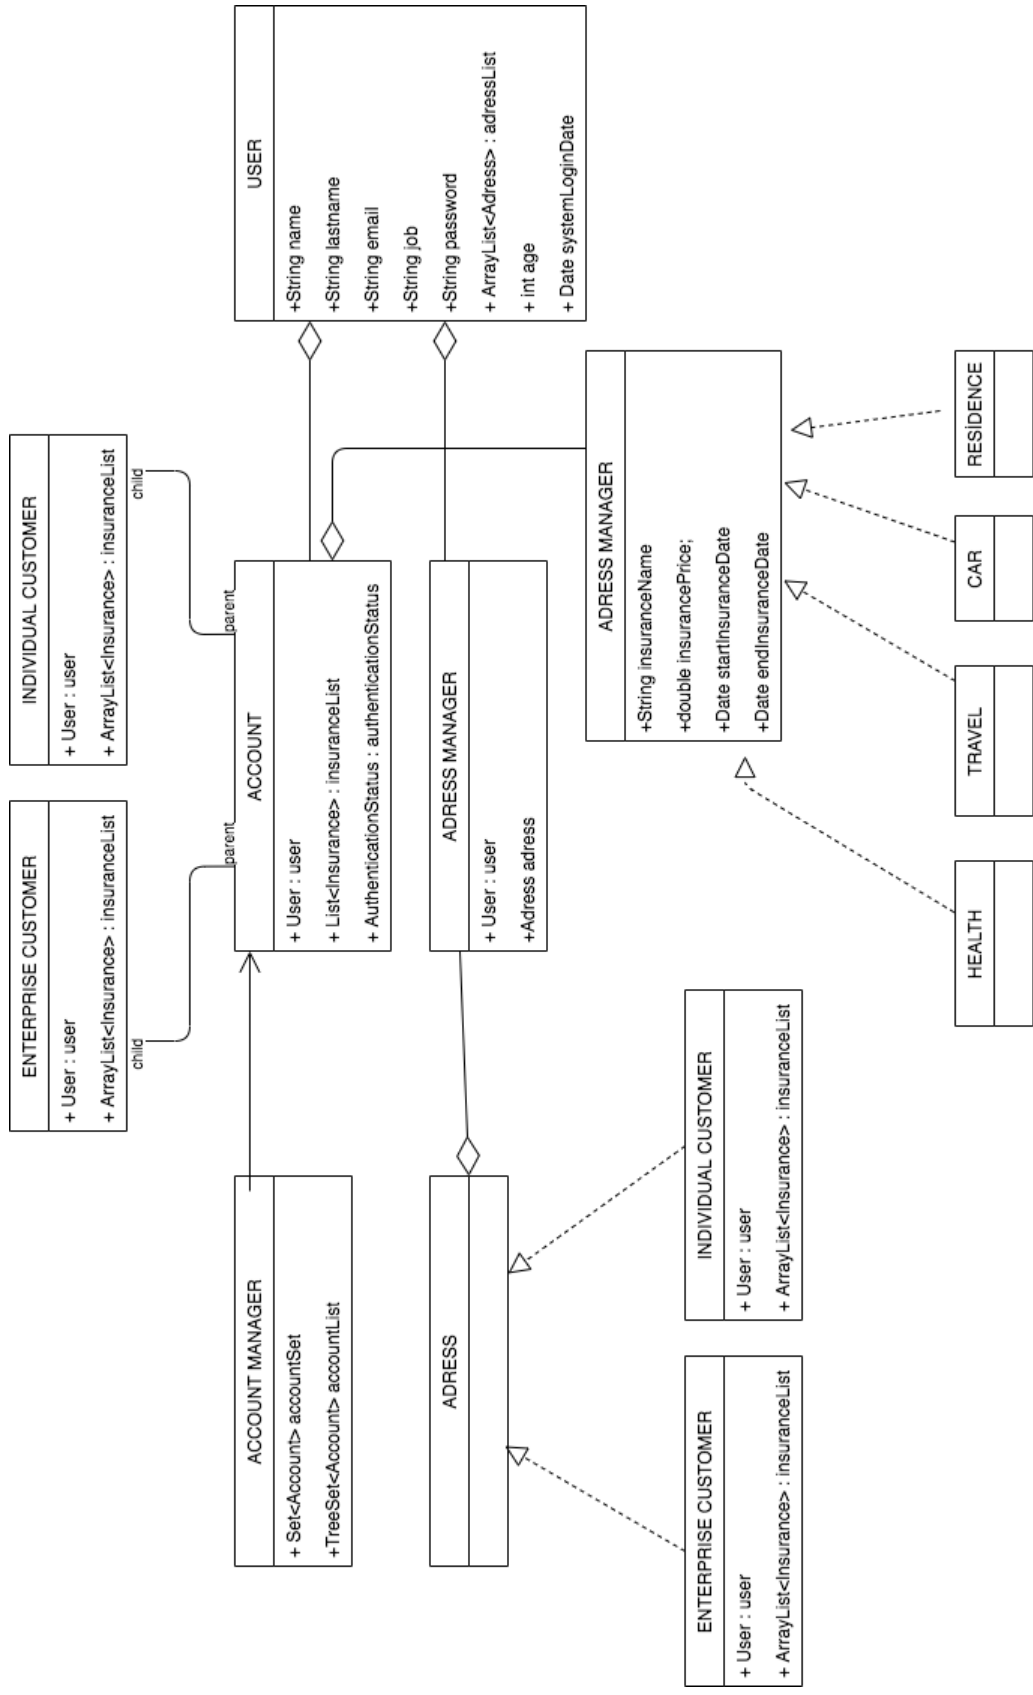 ENTERPRISE CUSTOMER
+ User : user
+ ArrayList<Insurance> : insuranceList
child
INDIVIDUAL CUSTOMER
+ User : user
+ ArrayList<Insurance> : insuranceList
child
parent
parent
ACCOUNT MANAGER
+ Set<Account> accountSet
+TreeSet<Account> accountList
ACCOUNT
+ User : user
+ List<Insurance> : insuranceList
+ AuthenticationStatus : authenticationStatus
USER
+String name
+String lastname
+String email
+String job
+String password
+ ArrayList<Adress> : adressList
+ int age
+ Date systemLoginDate
ADRESS
ADRESS MANAGER
+ User : user
+Adress adress
ADRESS MANAGER
+String insuranceName
+double insurancePrice;
+Date startInsuranceDate
+Date endInsuranceDate
ENTERPRISE CUSTOMER
+ User : user
+ ArrayList<Insurance> : insuranceList
INDIVIDUAL CUSTOMER
+ User : user
+ ArrayList<Insurance> : insuranceList
HEALTH
TRAVEL
CAR
RESİDENCE